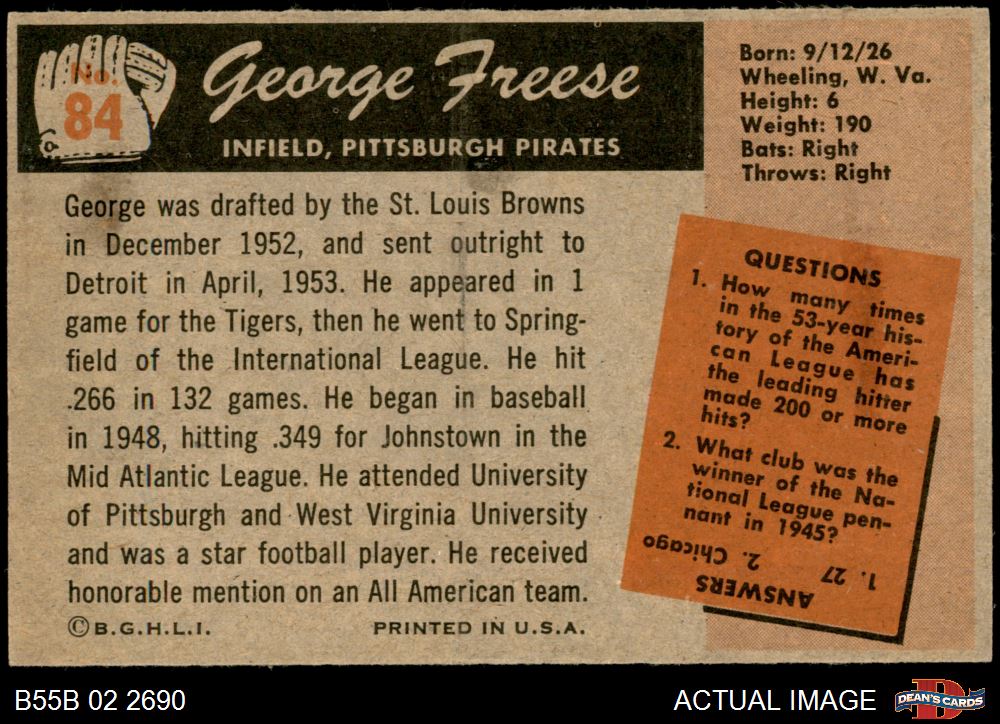 No.
84
George Freese
INFIELD, PITTSBURGH PIRATES
Born: 9/12/26
Wheeling, W. Va.
Height: 6
Weight: 190
Bats: Right
Throws: Right
George was drafted by the St. Louis Browns
in December 1952, and sent outright to
Detroit in April, 1953. He appeared in 1
game for the Tigers, then he went to Spring-
field of the International League. He hit
.266 in 132 games. He began in baseball
in 1948, hitting .349 for Johnstown in the
Mid Atlantic League. He attended University
of Pittsburgh and West Virginia University
and was a star football player. He received
honorable mention on an All American team.
©B.G.H.L.I. PRINTED IN U.S.A.
QUESTIONS
1. How many times
in the 53-year his-
tory of the Ameri-
can League has
the leading hitter
made 200 or more
hits?
2. What club was the
winner of the Na-
tional League pen-
nant in 1945?
ANSWERS
1. 27 2. Chicago
B55B 02 2690
ACTUAL IMAGE
D
DEAN'S CARDS